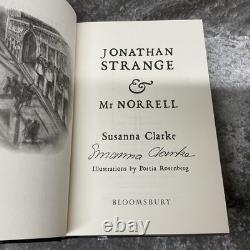 JONATHAN
STRANGE
&
Mr NORRELL
Susanna Clarke
Susanna Clarke
Illustrations by Portia Rosenberg
BLOOMSBURY